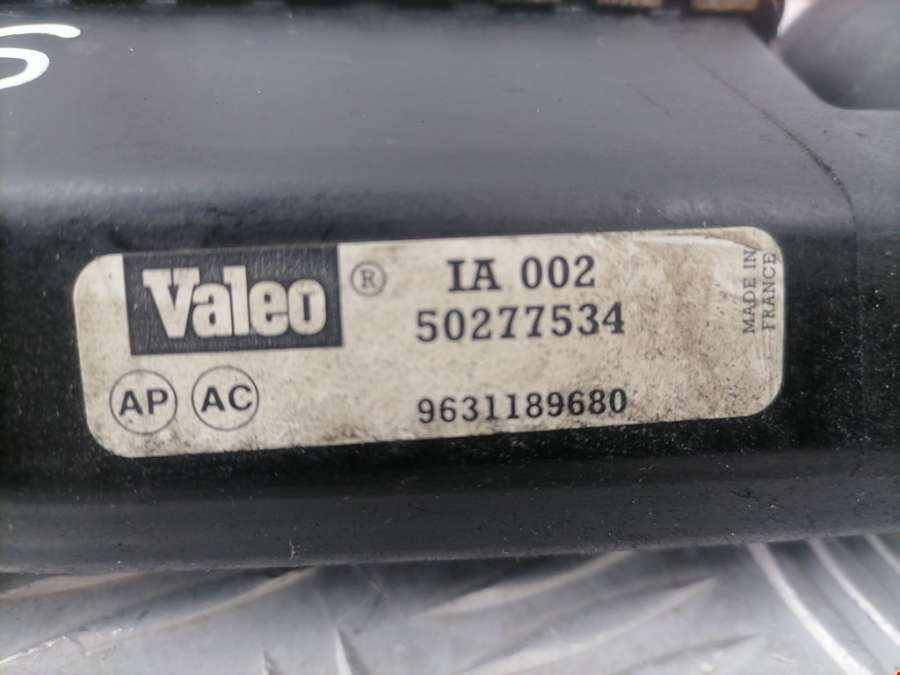 Valeo ® IA 002
50277534
AP AC 9631189680
MADE IN
FRANCE